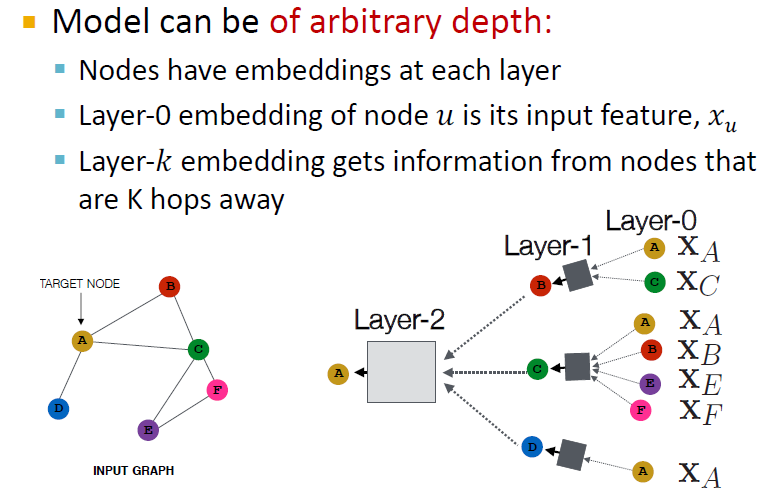 Model can be of arbitrary depth:
Nodes have embeddings at each layer
Layer-0 embedding of node u is its input feature, x_u
Layer-k embedding gets information from nodes that
are K hops away
TARGET NODE
B
A
C
F
D
E
INPUT GRAPH
Layer-2
Layer-1
Layer-0
A
B
C
D
A X_A
C X_C
A X_A
B X_B
E X_E
F X_F
A X_A